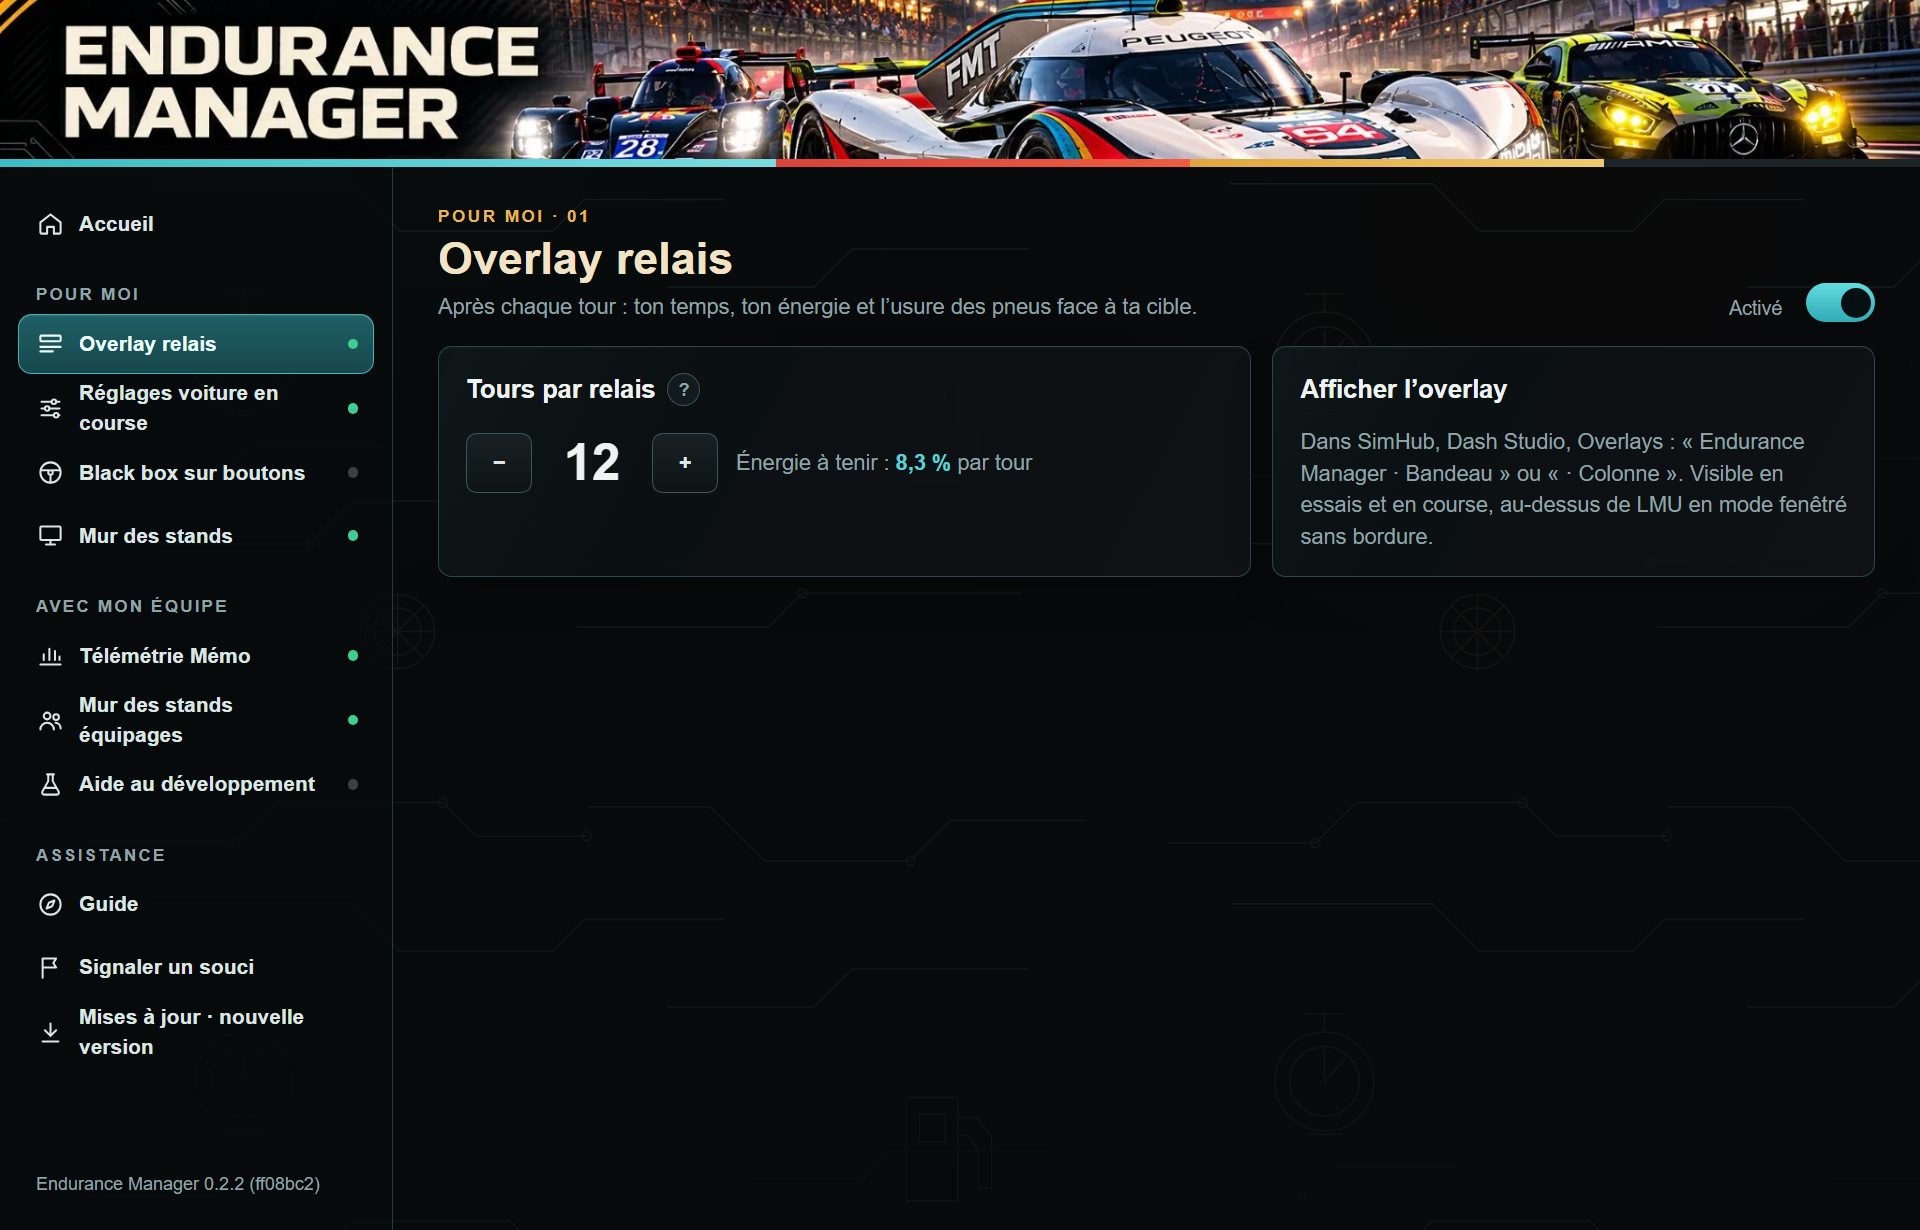 ENDURANCE
MANAGER
FMT
PEUGEOT
AMG
28
94
Accueil
POUR MOI
Overlay relais
Réglages voiture en
course
Black box sur boutons
Mur des stands
AVEC MON ÉQUIPE
Télémétrie Mémo
Mur des stands
équipages
Aide au développement
ASSISTANCE
Guide
Signaler un souci
Mises à jour · nouvelle
version
Endurance Manager 0.2.2 (ff08bc2)
POUR MOI · 01
Overlay relais
Après chaque tour : ton temps, ton énergie et l’usure des pneus face à ta cible.
Activé
Tours par relais ?
− 12 + Énergie à tenir : 8,3 % par tour
Afficher l’overlay
Dans SimHub, Dash Studio, Overlays : « Endurance
Manager · Bandeau » ou « · Colonne ». Visible en
essais et en course, au-dessus de LMU en mode fenêtré
sans bordure.